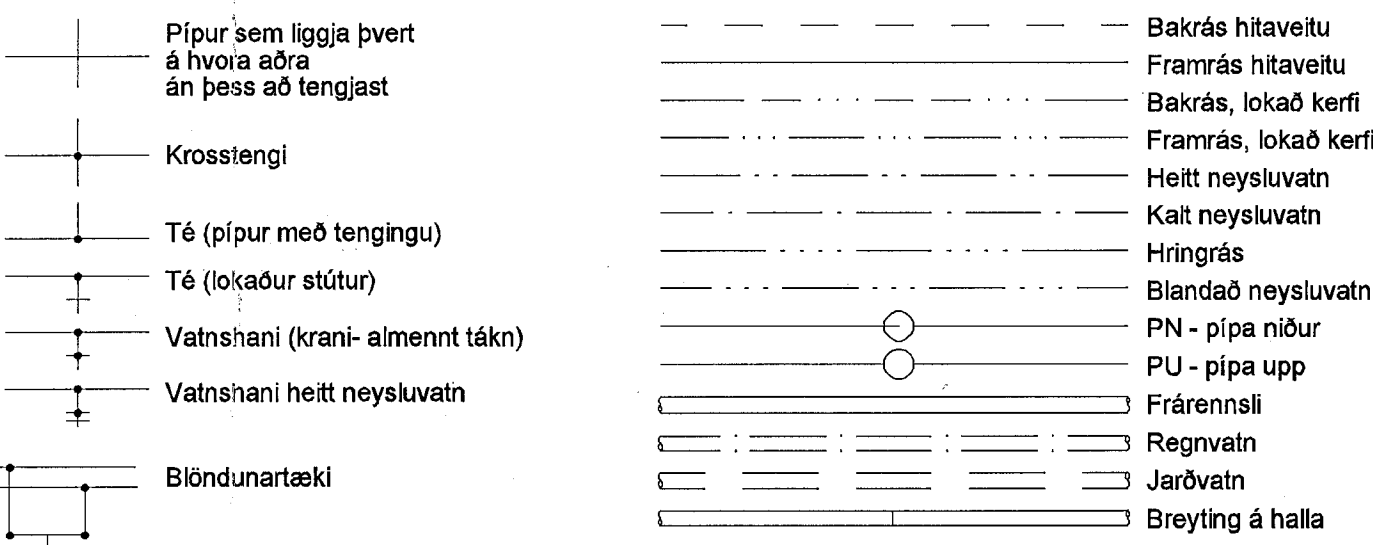 Pípur sem liggja þvert
á hvora aðra
án þess að tengjast
Krosstengi
Té (pípur með tengingu)
Té (lokaður stútur)
Vatnshani (krani- almennt tákn)
Vatnshani heitt neysluvatn
Blöndunartæki
Bakrás hitaveitu
Framrás hitaveitu
Bakrás, lokað kerfi
Framrás, lokað kerfi
Heitt neysluvatn
Kalt neysluvatn
Hringrás
Blandað neysluvatn
PN - pípa niður
PU - pípa upp
Frárennsli
Regnvatn
Jarðvatn
Breyting á halla